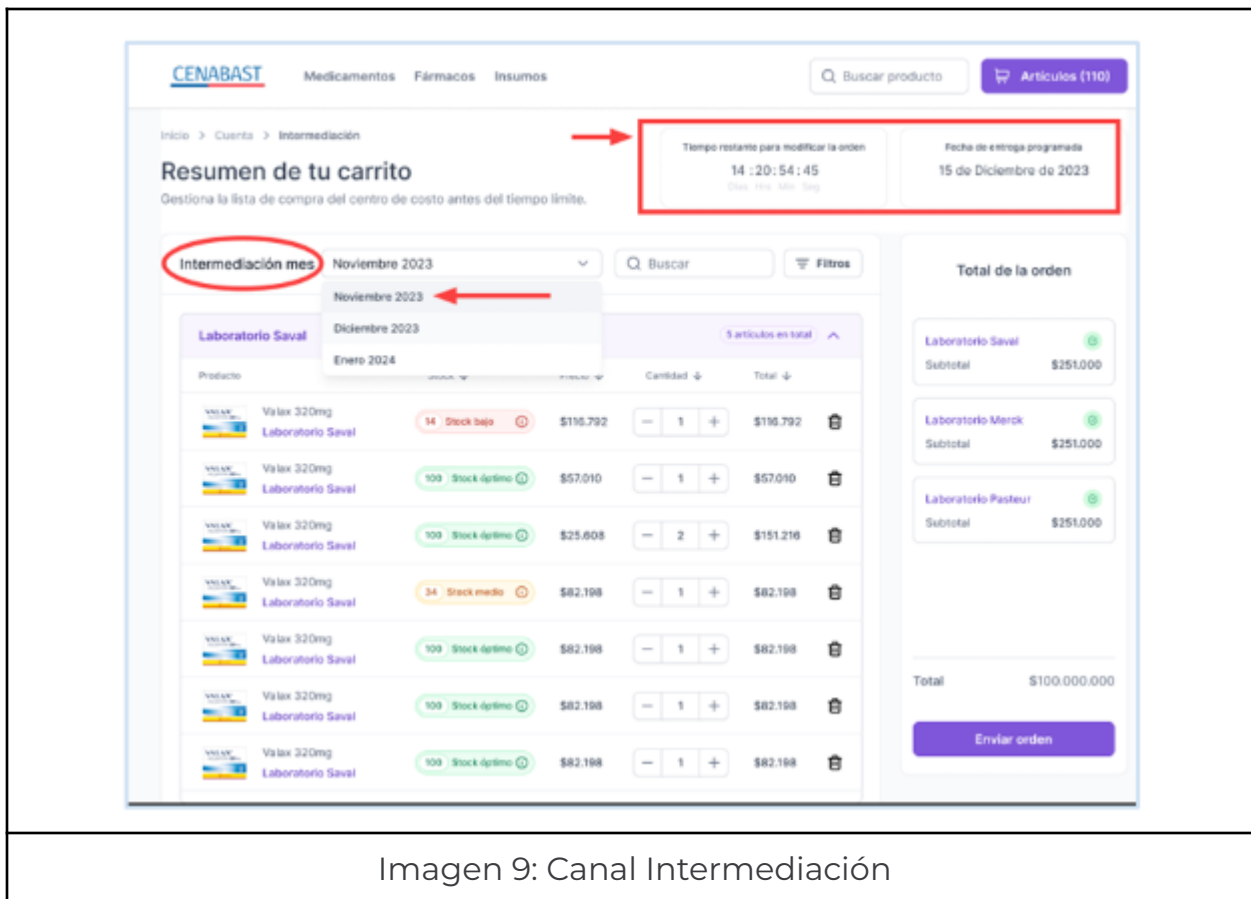 CENABAST Medicamentos Fármacos Insumos Buscar producto Artículos (110)
Inicio > Cuenta > Intermediación
Resumen de tu carrito
Gestiona la lista de compra del centro de costo antes del tiempo límite.
Tiempo restante para modificar la orden
14 :20:54:45
Días Hrs Min Seg
Fecha de entrega programada
15 de Diciembre de 2023
Intermediación mes Noviembre 2023 Buscar Filtros
Noviembre 2023
Diciembre 2023
Enero 2024
Laboratorio Saval 5 artículos en total
Producto Stock Precio Cantidad Total
Valax 320mg
Laboratorio Saval
14 Stock bajo $116.792 1 $116.792
Valax 320mg
Laboratorio Saval
100 Stock óptimo $57.010 1 $57.010
Valax 320mg
Laboratorio Saval
100 Stock óptimo $25.608 2 $151.216
Valax 320mg
Laboratorio Saval
34 Stock medio $82.198 1 $82.198
Valax 320mg
Laboratorio Saval
100 Stock óptimo $82.198 1 $82.198
Valax 320mg
Laboratorio Saval
100 Stock óptimo $82.198 1 $82.198
Valax 320mg
Laboratorio Saval
100 Stock óptimo $82.198 1 $82.198
Total de la orden
Laboratorio Saval
Subtotal $251.000
Laboratorio Merck
Subtotal $251.000
Laboratorio Pasteur
Subtotal $251.000
Total $100.000.000
Enviar orden
Imagen 9: Canal Intermediación